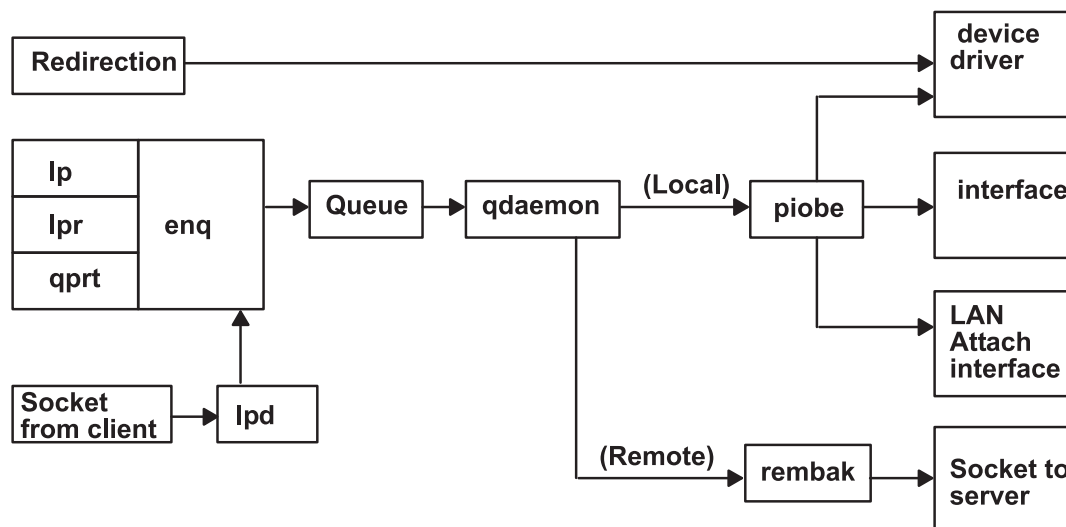 Redirection
device
driver
lp
lpr
qprt
enq
Queue
qdaemon
(Local)
piobe
interface
LAN
Attach
interface
Socket
from client
lpd
(Remote)
rembak
Socket to
server